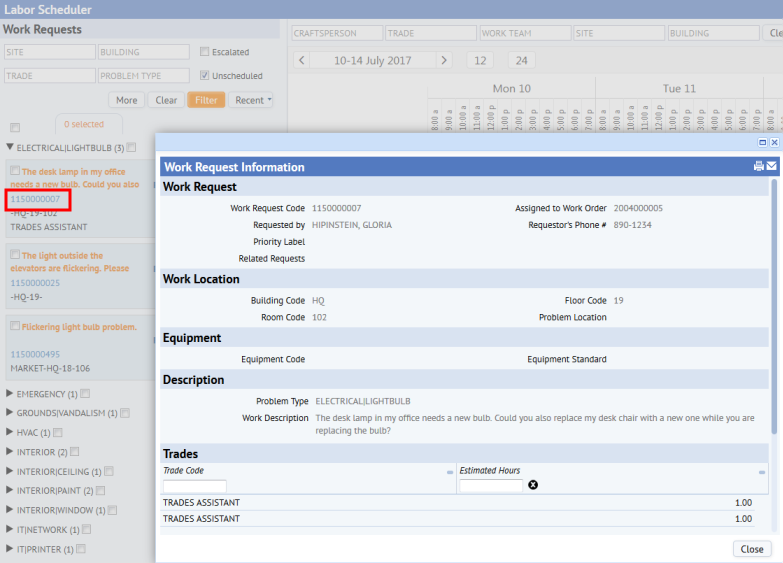 Labor Scheduler
Work Requests
SITE BUILDING Escalated
TRADE PROBLEM TYPE Unscheduled
More Clear Filter Recent
0 selected
ELECTRICAL|LIGHTBULB (3)
The desk lamp in my office
needs a new bulb. Could you also
1150000007
-HQ-19-102
TRADES ASSISTANT
The light outside the
elevators are flickering. Please
1150000025
-HQ-19-
Flickering light bulb problem.
1150000495
MARKET-HQ-18-106
EMERGENCY (1)
GROUNDS|VANDALISM (1)
HVAC (1)
INTERIOR (2)
INTERIOR|CEILING (1)
INTERIOR|PAINT (2)
INTERIOR|WINDOW (1)
IT|NETWORK (1)
IT|PRINTER (1)
CRAFTSPERSON TRADE WORK TEAM SITE BUILDING Cle
< 10-14 July 2017 > 12 24
Mon 10 Tue 11
8:00 a 9:00 a 10:00 a 11:00 a 12:00 p 1:00 p 2:00 p 3:00 p 4:00 p 5:00 p 6:00 p 7:00 p 8:00 a 9:00 a 10:00 a 11:00 a 12:00 p 1:00 p 2:00 p 3:00 p 4:00 p 5:00 p 6:00 p 7:00 p 8:00 a
Work Request Information
Work Request
Work Request Code 1150000007 Assigned to Work Order 2004000005
Requested by HIPINSTEIN, GLORIA Requestor's Phone # 890-1234
Priority Label
Related Requests
Work Location
Building Code HQ Floor Code 19
Room Code 102 Problem Location
Equipment
Equipment Code Equipment Standard
Description
Problem Type ELECTRICAL|LIGHTBULB
Work Description The desk lamp in my office needs a new bulb. Could you also replace my desk chair with a new one while you are
replacing the bulb?
Trades
Trade Code Estimated Hours
TRADES ASSISTANT 1.00
TRADES ASSISTANT 1.00
Close